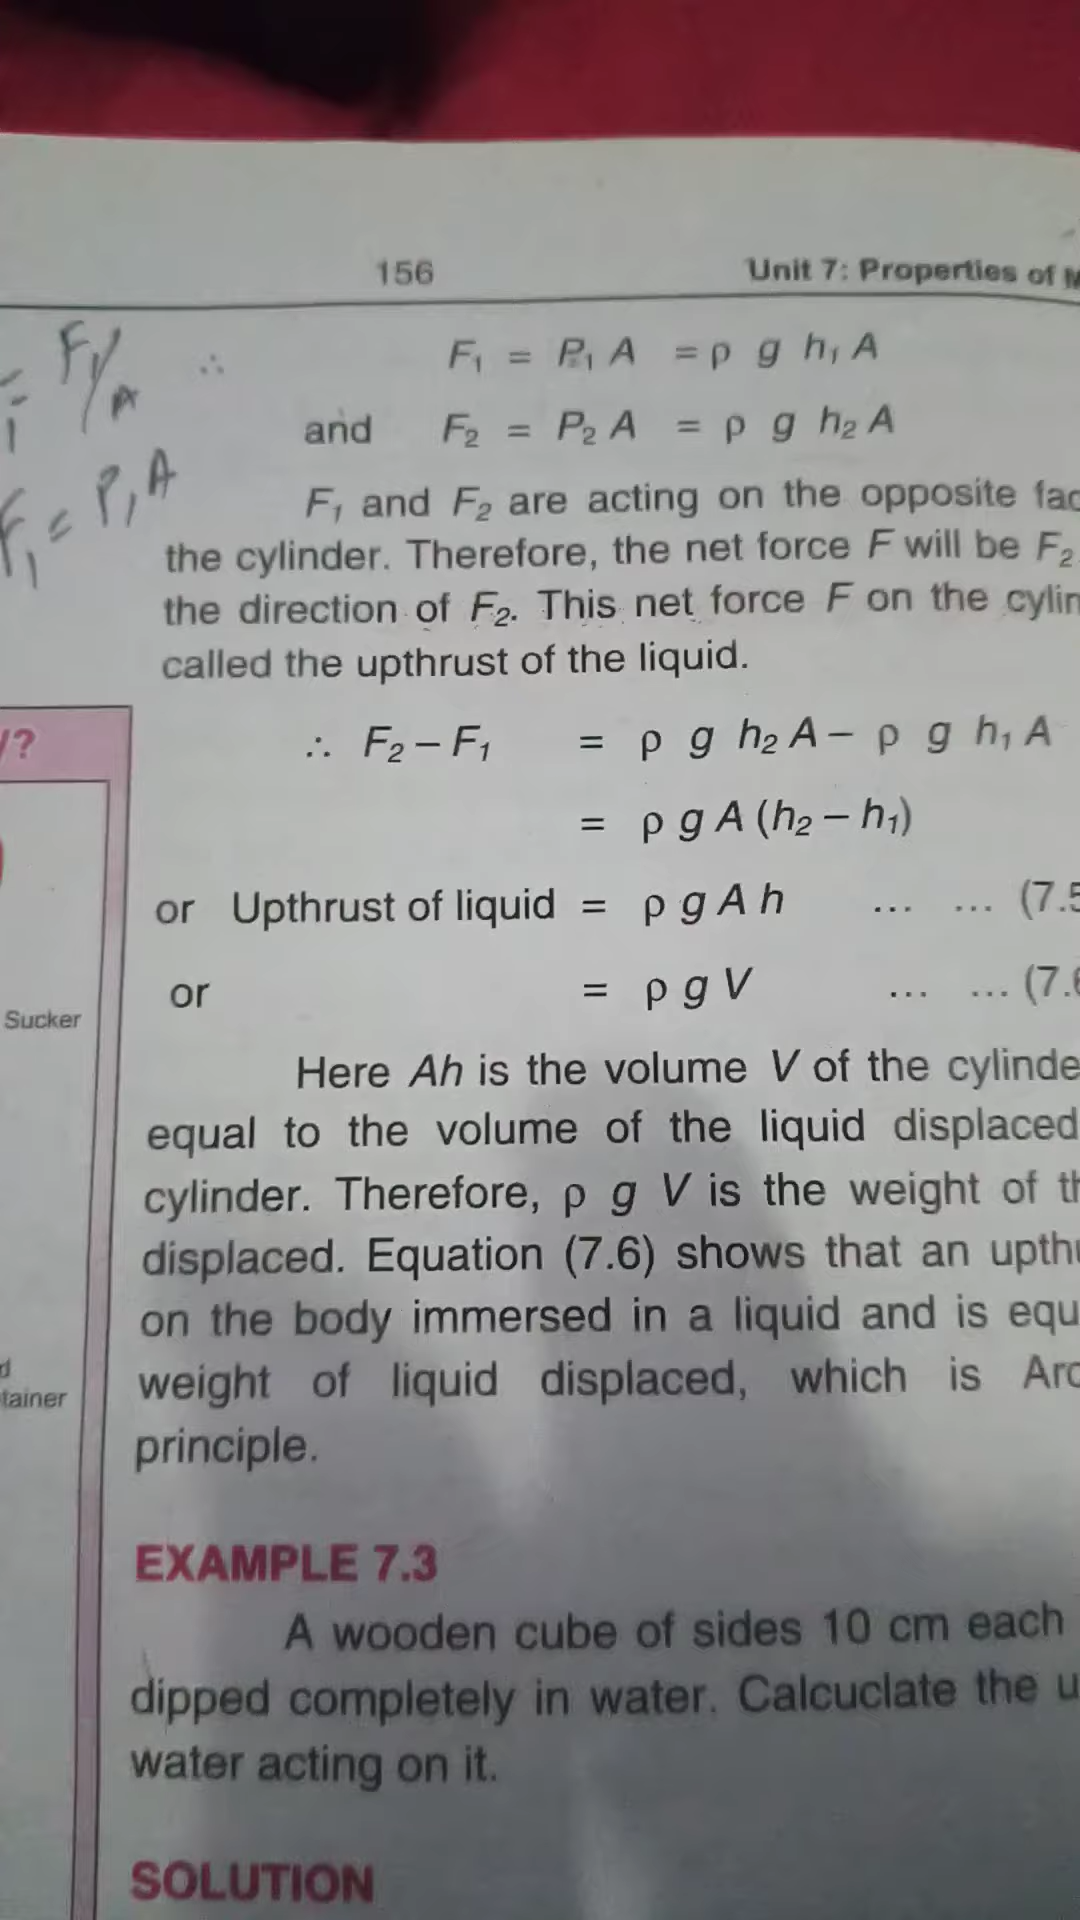 156
Unit 7: Properties of
F/A
∴ F₁ = P₁ A = ρ g h₁ A
and F₂ = P₂ A = ρ g h₂ A
F₁ = P₁A
F₁ and F₂ are acting on the opposite fac
the cylinder. Therefore, the net force F will be F₂
the direction of F₂. This net force F on the cylin
called the upthrust of the liquid.
∴ F₂ – F₁ = ρ g h₂ A – ρ g h₁ A
= ρ g A (h₂ – h₁)
or Upthrust of liquid = ρ g A h ... ... (7.5
or = ρ g V ... ... (7.6
?
Sucker
tainer
Here Ah is the volume V of the cylinde
equal to the volume of the liquid displaced
cylinder. Therefore, ρ g V is the weight of th
displaced. Equation (7.6) shows that an upthr
on the body immersed in a liquid and is equ
weight of liquid displaced, which is Arc
principle.
EXAMPLE 7.3
A wooden cube of sides 10 cm each
dipped completely in water. Calcuclate the u
water acting on it.
SOLUTION